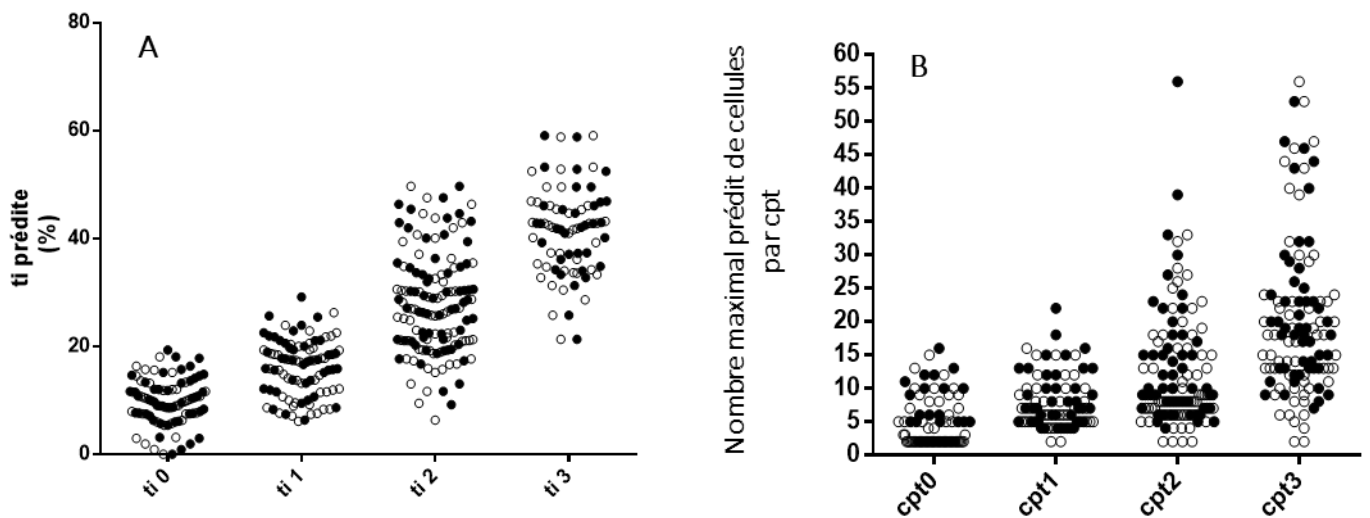 A
ti prédite
(%)
80
60
40
20
0
ti 0
ti 1
ti 2
ti 3
B
Nombre maximal prédit de cellules
par cpt
60
55
50
45
40
35
30
25
20
15
10
5
0
cpt0
cpt1
cpt2
cpt3